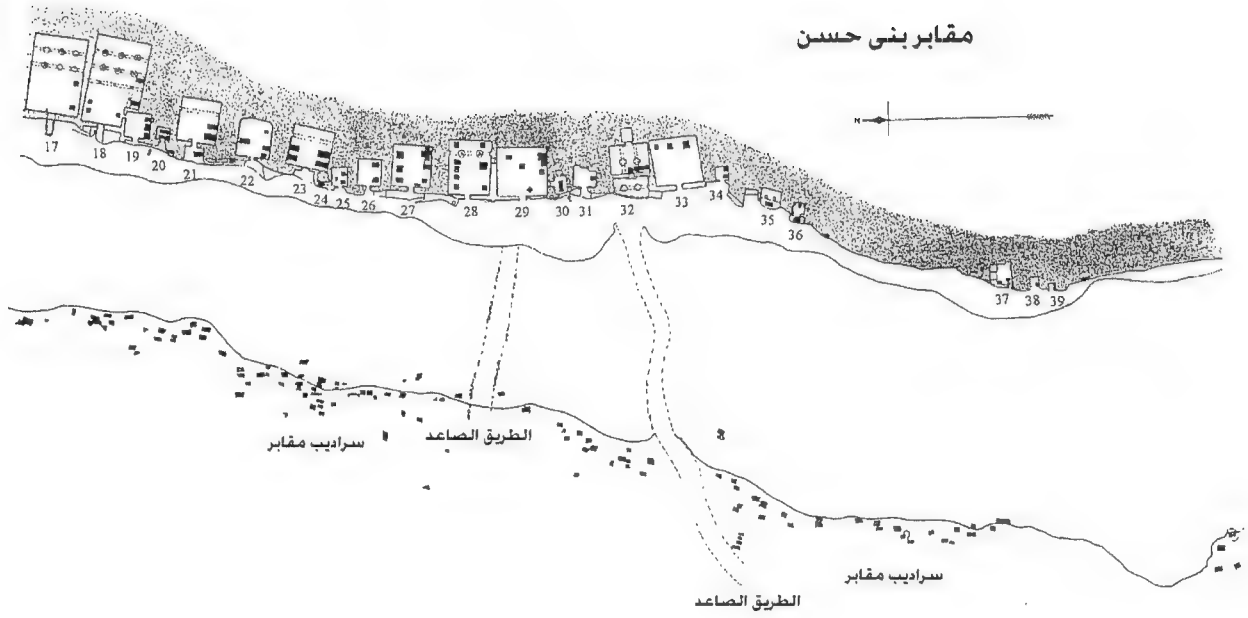 مقابر بنى حسن
N
17 18 19 20 21 22 23 24 25 26 27 28 29 30 31 32 33 34 35 36 37 38 39
سراديب مقابر
الطريق الصاعد
سراديب مقابر
الطريق الصاعد